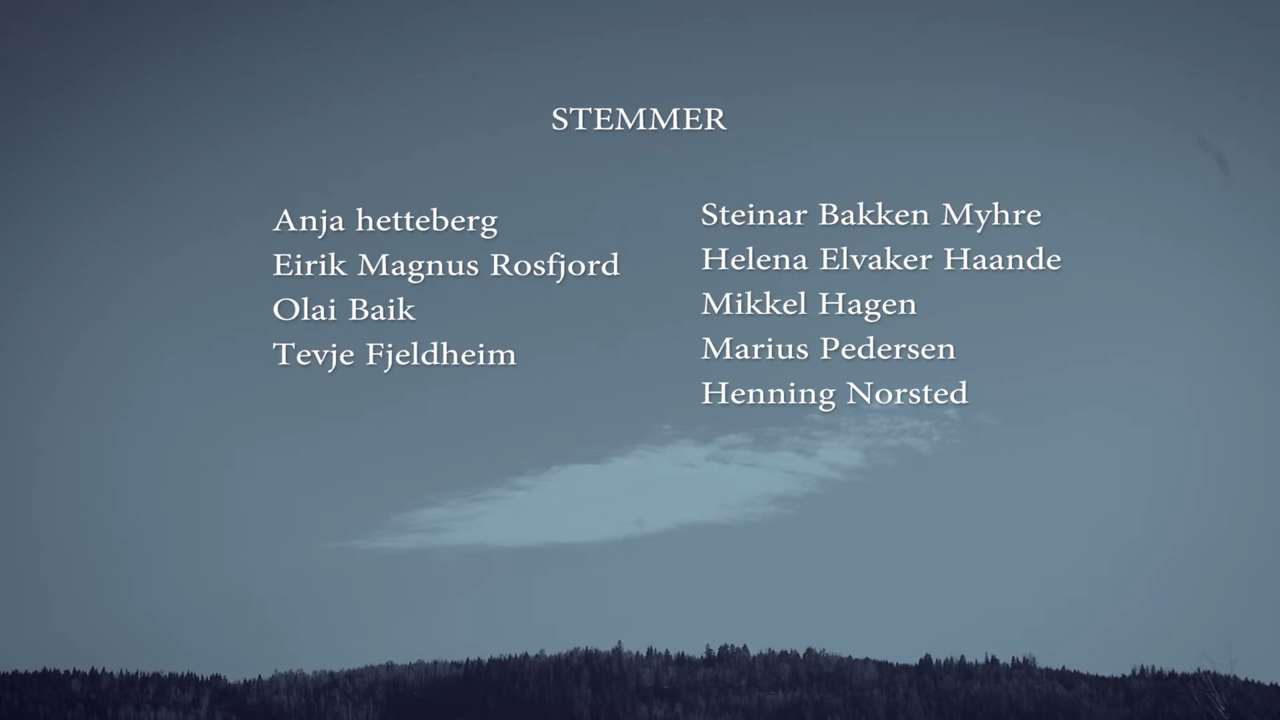 STEMMER
Anja hetteberg
Eirik Magnus Rosfjord
Olai Baik
Tevje Fjeldheim
Steinar Bakken Myhre
Helena Elvaker Haande
Mikkel Hagen
Marius Pedersen
Henning Norsted